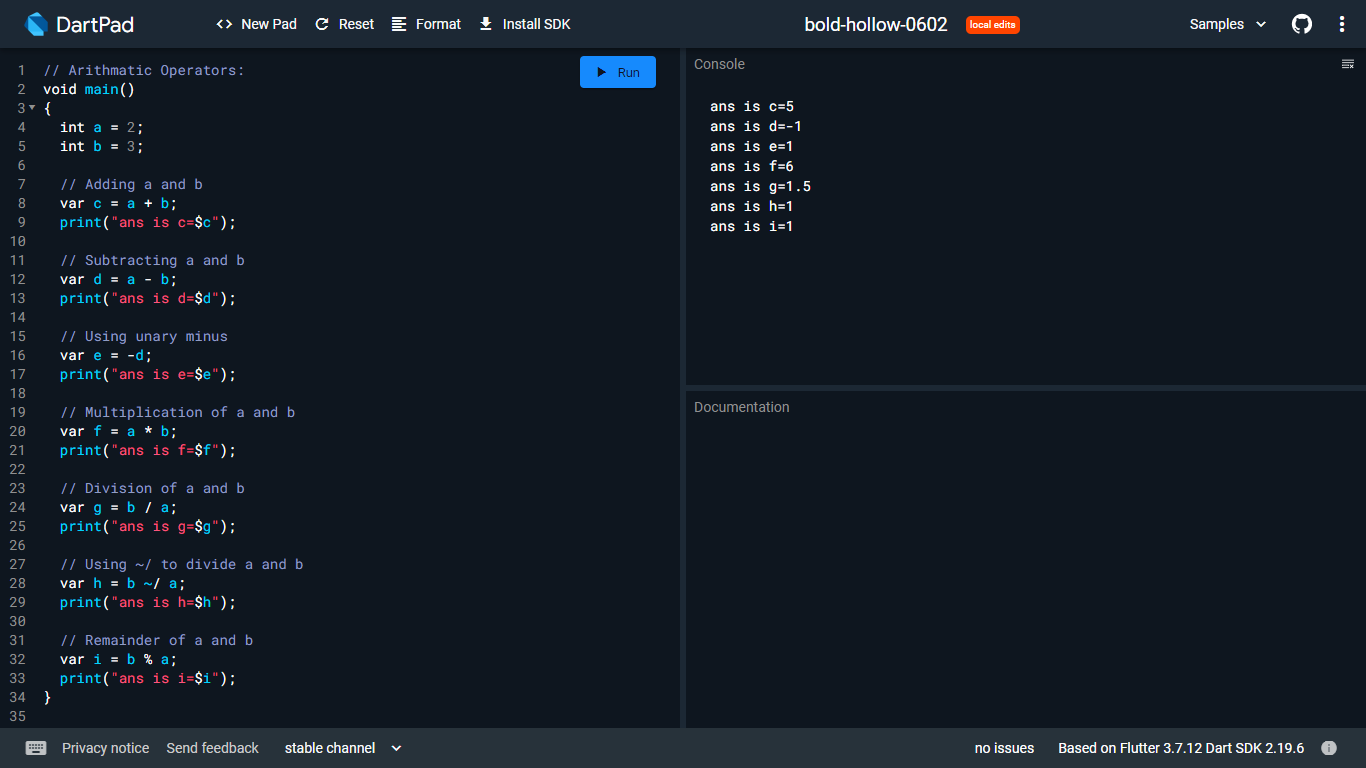 DartPad
<> New Pad
Reset
Format
Install SDK
bold-hollow-0602
local edits
Samples
1 // Arithmatic Operators:
2 void main()
3 {
4 int a = 2;
5 int b = 3;
6
7 // Adding a and b
8 var c = a + b;
9 print("ans is c=$c");
10
11 // Subtracting a and b
12 var d = a - b;
13 print("ans is d=$d");
14
15 // Using unary minus
16 var e = -d;
17 print("ans is e=$e");
18
19 // Multiplication of a and b
20 var f = a * b;
21 print("ans is f=$f");
22
23 // Division of a and b
24 var g = b / a;
25 print("ans is g=$g");
26
27 // Using ~/ to divide a and b
28 var h = b ~/ a;
29 print("ans is h=$h");
30
31 // Remainder of a and b
32 var i = b % a;
33 print("ans is i=$i");
34 }
35
Run
Console
ans is c=5
ans is d=-1
ans is e=1
ans is f=6
ans is g=1.5
ans is h=1
ans is i=1
Documentation
Privacy notice
Send feedback
stable channel
no issues
Based on Flutter 3.7.12 Dart SDK 2.19.6